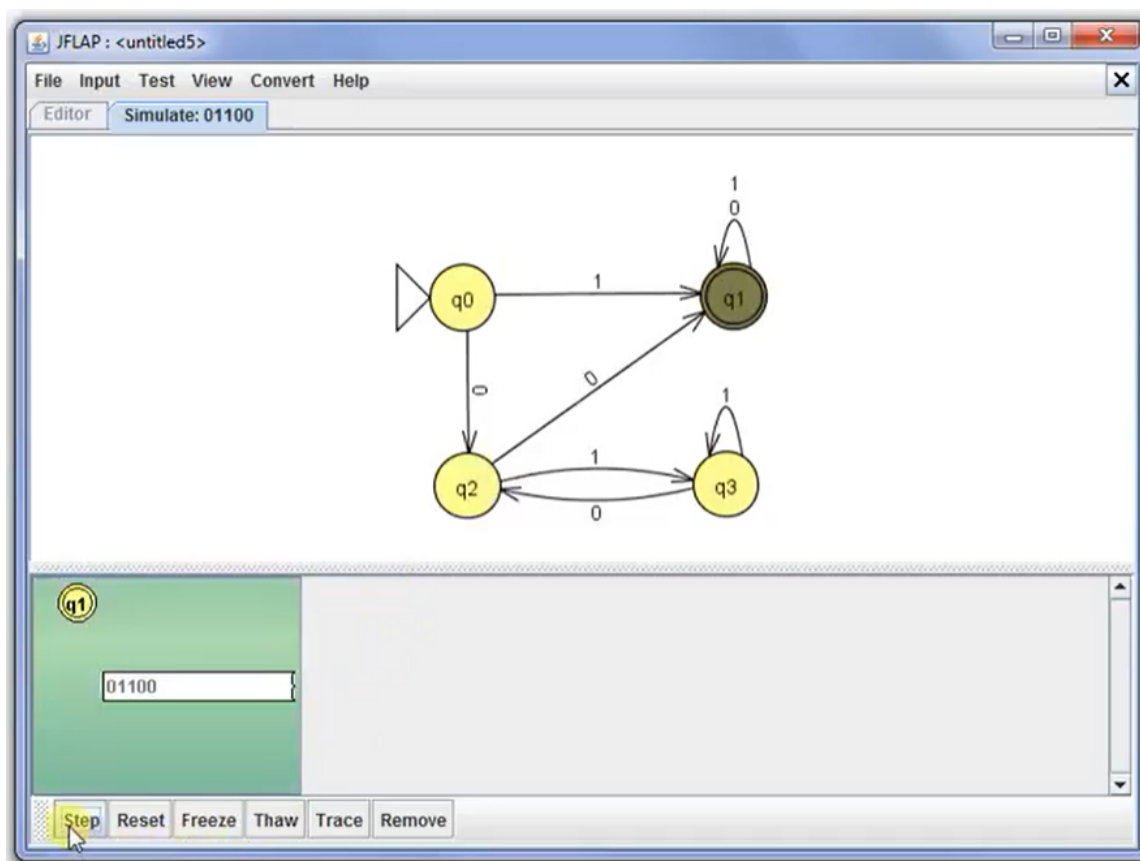 JFLAP : <untitled5>
File Input Test View Convert Help
Editor Simulate: 01100
1
0
q0
1
q1
0
0
1
q2
1
q3
0
q1
01100
Step Reset Freeze Thaw Trace Remove